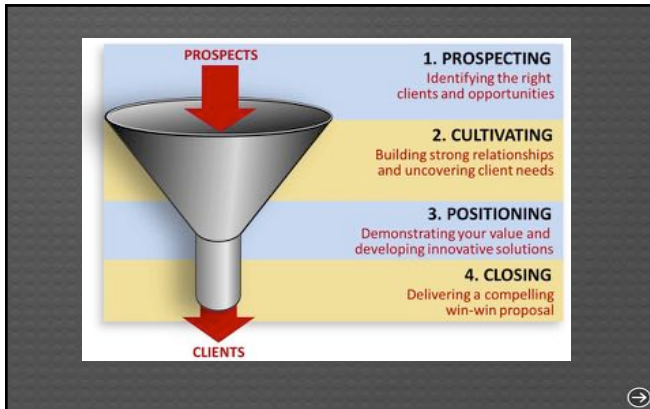 PROSPECTS
1. PROSPECTING
Identifying the right
clients and opportunities
2. CULTIVATING
Building strong relationships
and uncovering client needs
3. POSITIONING
Demonstrating your value and
developing innovative solutions
4. CLOSING
Delivering a compelling
win-win proposal
CLIENTS